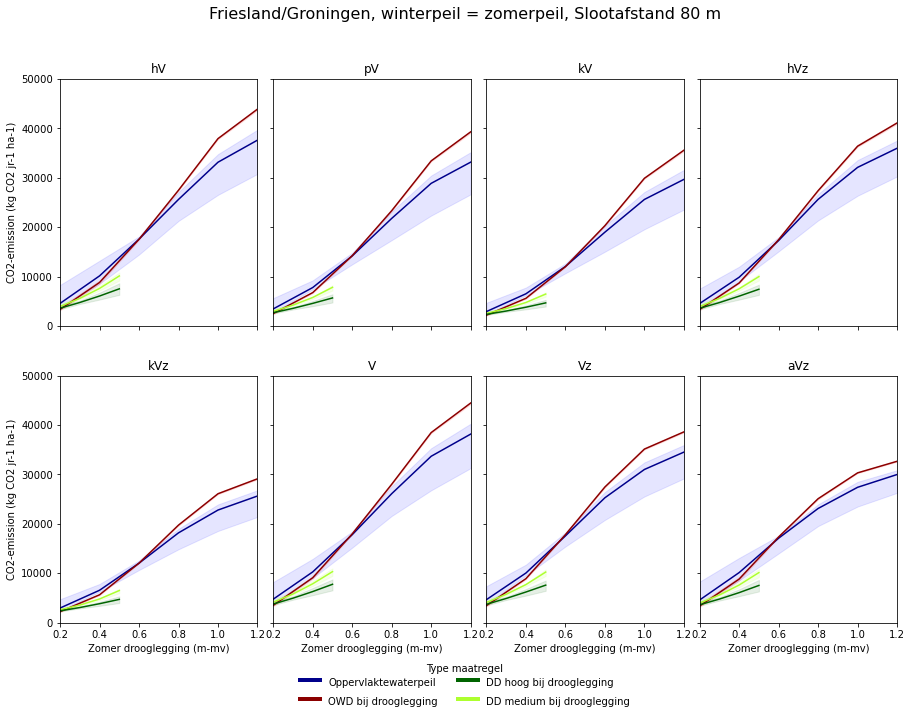 Friesland/Groningen, winterpeil = zomerpeil, Slootafstand 80 m
hV pV kV hVz
50000
40000
30000
20000
10000
0
CO2-emission (kg CO2 jr-1 ha-1)
kVz V Vz aVz
50000
40000
30000
20000
10000
0
CO2-emission (kg CO2 jr-1 ha-1)
0.2 0.4 0.6 0.8 1.0 1.2 0.2 0.4 0.6 0.8 1.0 1.2 0.2 0.4 0.6 0.8 1.0 1.2 0.2 0.4 0.6 0.8 1.0 1.2
Zomer drooglegging (m-mv) Zomer drooglegging (m-mv) Zomer drooglegging (m-mv) Zomer drooglegging (m-mv)
Type maatregel
Oppervlaktewaterpeil DD hoog bij drooglegging
OWD bij drooglegging DD medium bij drooglegging